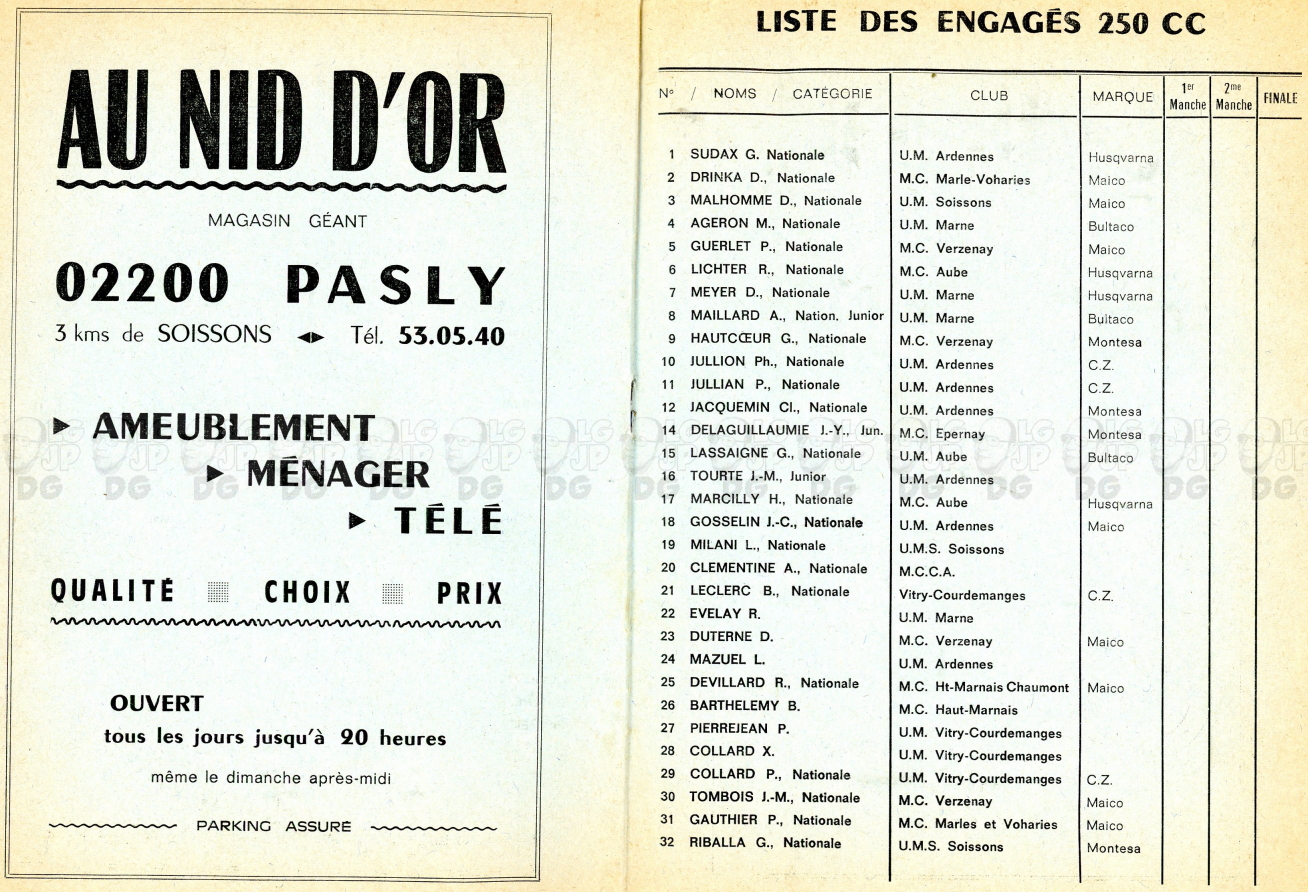 AU NID D'OR
MAGASIN GÉANT
02200 PASLY
3 kms de SOISSONS ◄► Tél. 53.05.40
► AMEUBLEMENT
► MÉNAGER
► TÉLÉ
QUALITÉ CHOIX PRIX
OUVERT
tous les jours jusqu'à 20 heures
même le dimanche après-midi
PARKING ASSURÉ
LISTE DES ENGAGÉS 250 CC
N° / NOMS / CATÉGORIE CLUB MARQUE 1er Manche 2me Manche FINALE
1 SUDAX G. Nationale U.M. Ardennes Husqvarna
2 DRINKA D., Nationale M.C. Marle-Voharies Maico
3 MALHOMME D., Nationale U.M. Soissons Maico
4 AGERON M., Nationale U.M. Marne Bultaco
5 GUERLET P., Nationale M.C. Verzenay Maico
6 LICHTER R., Nationale M.C. Aube Husqvarna
7 MEYER D., Nationale U.M. Marne Husqvarna
8 MAILLARD A., Nation. Junior U.M. Marne Bultaco
9 HAUTCŒUR G., Nationale M.C. Verzenay Montesa
10 JULLION Ph., Nationale U.M. Ardennes C.Z.
11 JULLIAN P., Nationale U.M. Ardennes C.Z.
12 JACQUEMIN Cl., Nationale U.M. Ardennes Montesa
14 DELAGUILLAUMIE J.-Y., Jun. M.C. Epernay Montesa
15 LASSAIGNE G., Nationale U.M. Aube Bultaco
16 TOURTE J.-M., Junior U.M. Ardennes
17 MARCILLY H., Nationale M.C. Aube Husqvarna
18 GOSSELIN J.-C., Nationale U.M. Ardennes Maico
19 MILANI L., Nationale U.M.S. Soissons
20 CLEMENTINE A., Nationale M.C.C.A.
21 LECLERC B., Nationale Vitry-Courdemanges C.Z.
22 EVELAY R. U.M. Marne
23 DUTERNE D. M.C. Verzenay Maico
24 MAZUEL L. U.M. Ardennes
25 DEVILLARD R., Nationale M.C. Ht-Marnais Chaumont Maico
26 BARTHELEMY B. M.C. Haut-Marnais
27 PIERREJEAN P. U.M. Vitry-Courdemanges
28 COLLARD X. U.M. Vitry-Courdemanges
29 COLLARD P., Nationale U.M. Vitry-Courdemanges C.Z.
30 TOMBOIS J.-M., Nationale M.C. Verzenay Maico
31 GAUTHIER P., Nationale M.C. Marles et Voharies Maico
32 RIBALLA G., Nationale U.M.S. Soissons Montesa